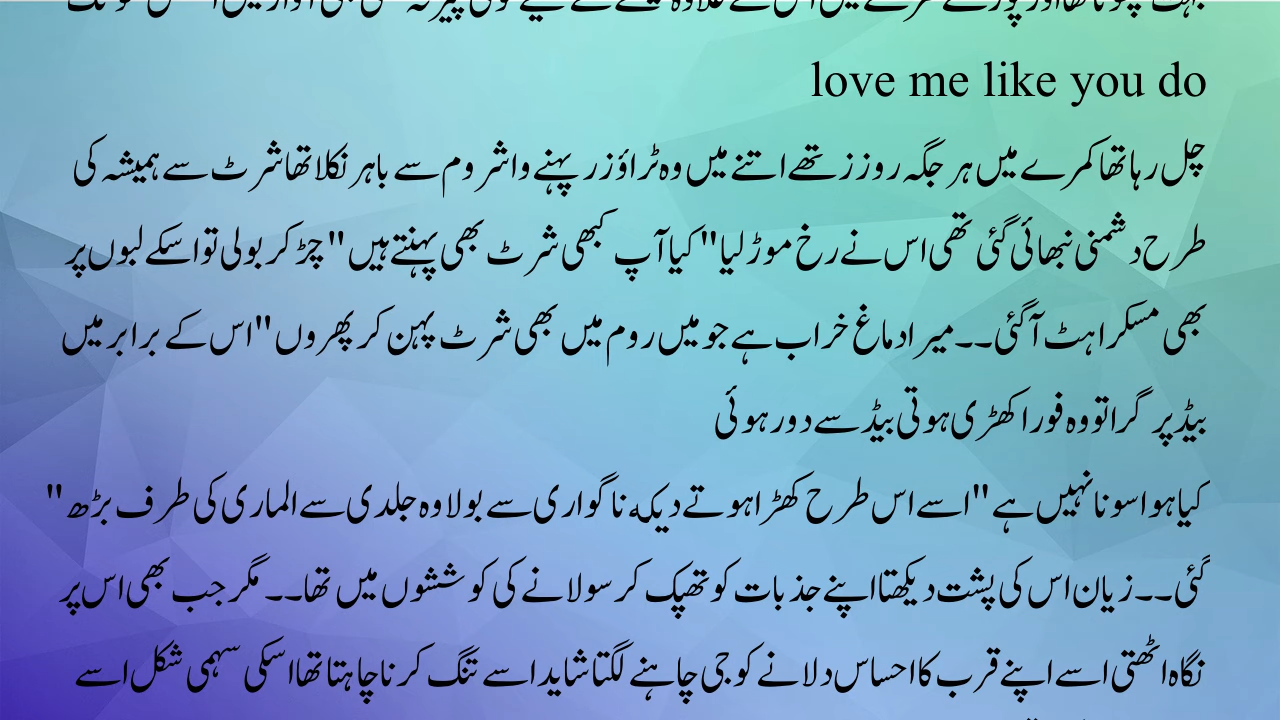 love me like you do
چل رہا تھا کمرے میں ہر جگہ روززتھے اتنے میں وہ ٹراؤزر پہنے واشروم سے باہر نکلا تھا شرٹ سے ہمیشہ کی
طرح دشمنی نبھائی گئی تھی اس نے رخ موڑ لیا "کیا آپ کبھی شرٹ بھی پہنتے ہیں" چڑ کر بولی تو اسکے لبوں پر
بھی مسکراہٹ آگئی۔۔میرا دماغ خراب ہے جو میں روم میں بھی شرٹ پہن کر پھروں" اس کے برابر میں
بیڈ پر گرا تو وہ فورا کھڑی ہوتی بیڈ سے دور ہوئی
کیا ہوا سونا نہیں ہے "اسے اس طرح کھڑا ہوتے دیکھ ناگواری سے بولا وہ جلدی سے الماری کی طرف بڑھ"
گئی۔۔زیان اس کی پشت دیکھتا اپنے جذبات کو تھپک کر سولانے کی کوششوں میں تھا۔۔ مگر جب بھی اس پر
نگاہ اٹھتی اسے اپنے قرب کا احساس دلانے کو جی چاہنے لگتا شاید اسے تنگ کرنا چاہتا تھا اسکی سہمی شکل اسے